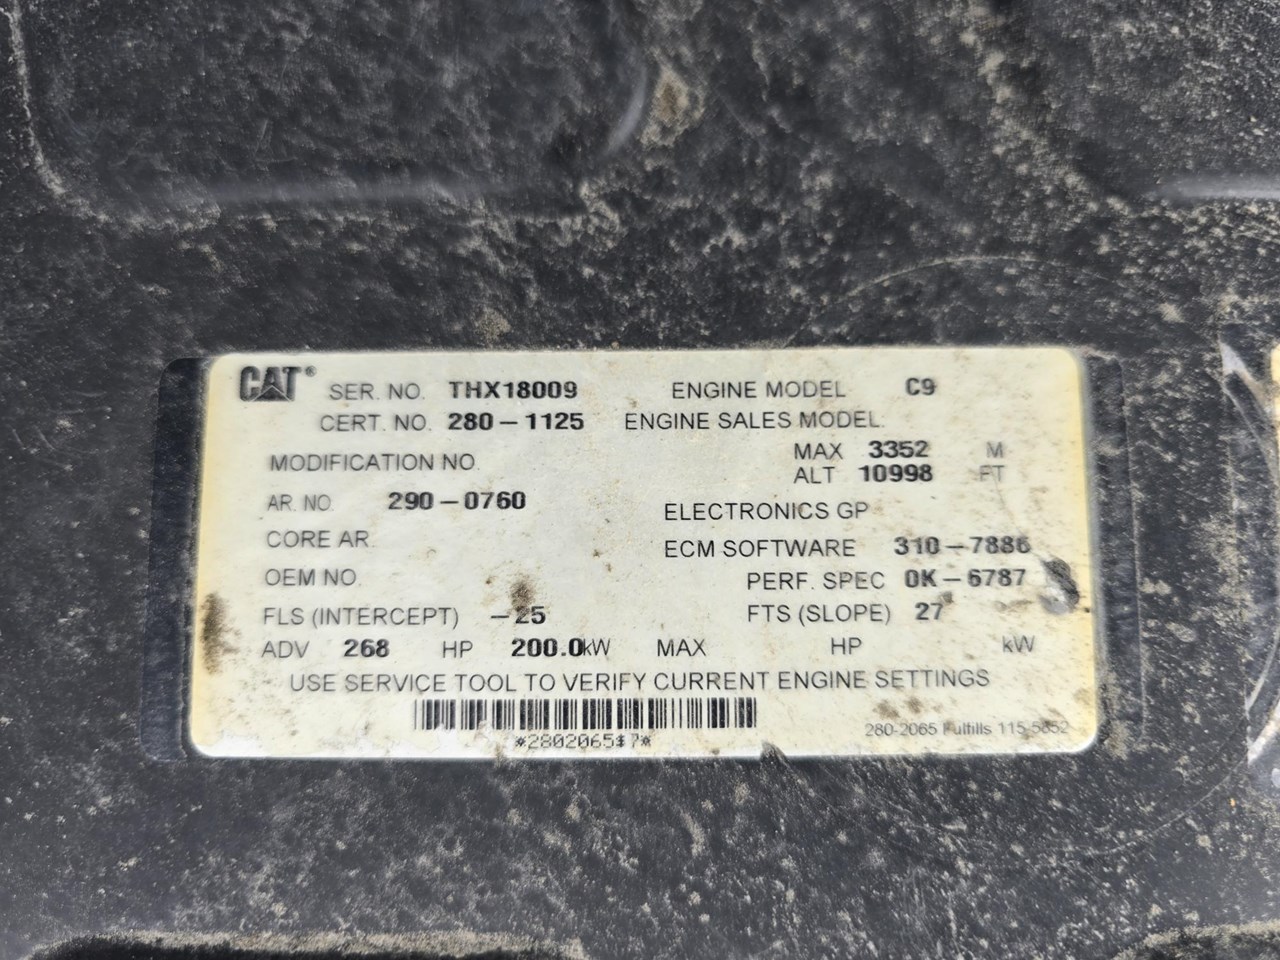 CAT® SER. NO. THX18009 ENGINE MODEL C9
CERT. NO. 280-1125 ENGINE SALES MODEL.
MODIFICATION NO. MAX 3352 M
ALT 10998 FT
AR. NO. 290-0760
ELECTRONICS GP
CORE AR.
ECM SOFTWARE 310-7886
OEM NO. PERF. SPEC 0K-6787
FLS (INTERCEPT) -25 FTS (SLOPE) 27
ADV 268 HP 200.0kW MAX HP kW
USE SERVICE TOOL TO VERIFY CURRENT ENGINE SETTINGS
*2802065$7*
280-2065 Fulfills 115-5852